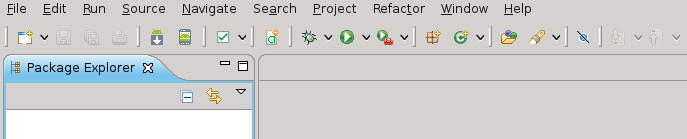 File Edit Run Source Navigate Search Project Refactor Window Help
Package Explorer